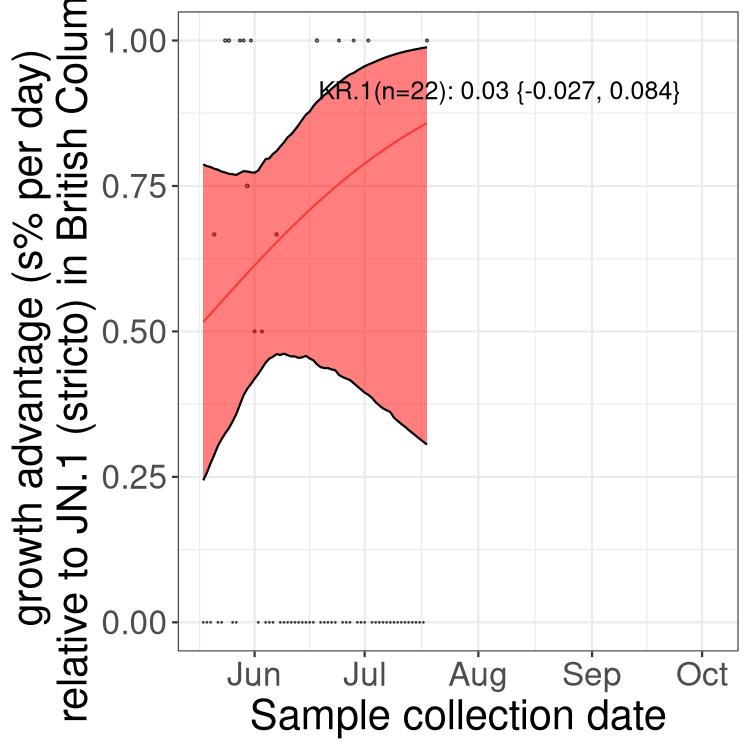 growth advantage (s% per day)
relative to JN.1 (stricto) in British Colum
1.00
0.75
0.50
0.25
0.00
KR.1(n=22): 0.03 {-0.027, 0.084}
Jun Jul Aug Sep Oct
Sample collection date